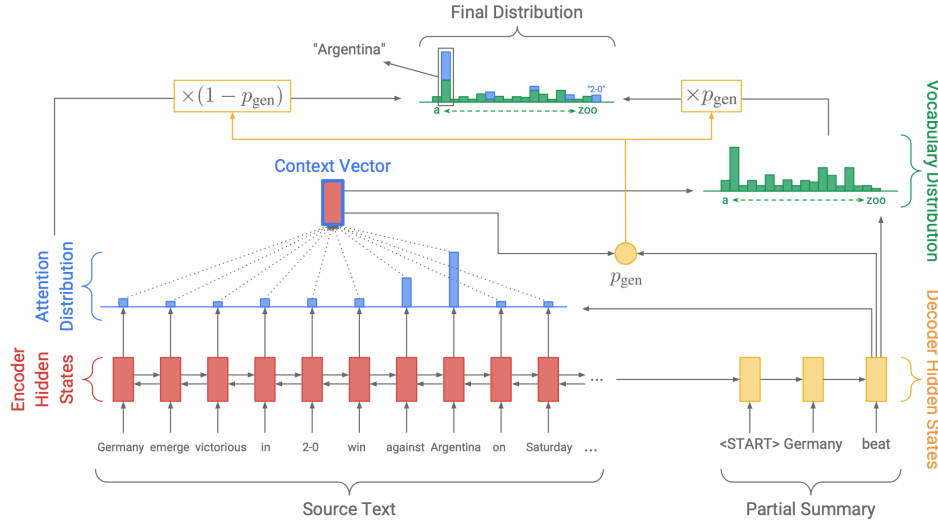 Final Distribution
"Argentina"
×(1 − p_gen)
×p_gen
"2-0"
a
zoo
Context Vector
Vocabulary Distribution
a
zoo
Attention Distribution
p_gen
Encoder Hidden States
Decoder Hidden States
...
Germany emerge victorious in 2-0 win against Argentina on Saturday ...
<START> Germany beat
Source Text
Partial Summary